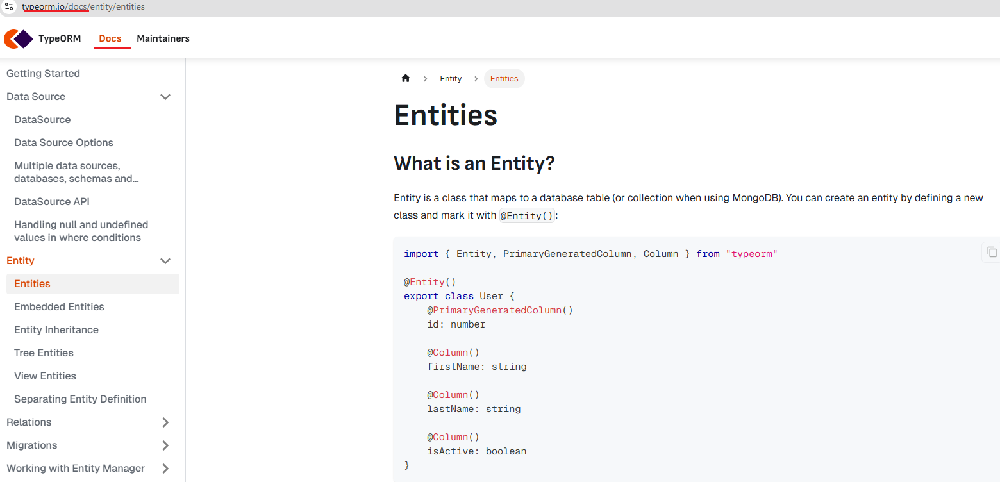 typeorm.io/docs/entity/entities
TypeORM
Docs
Maintainers
Getting Started
Data Source
DataSource
Data Source Options
Multiple data sources,
databases, schemas and...
DataSource API
Handling null and undefined
values in where conditions
Entity
Entities
Embedded Entities
Entity Inheritance
Tree Entities
View Entities
Separating Entity Definition
Relations
Migrations
Working with Entity Manager
Entity
Entities
Entities
What is an Entity?
Entity is a class that maps to a database table (or collection when using MongoDB). You can create an entity by defining a new
class and mark it with @Entity():
import { Entity, PrimaryGeneratedColumn, Column } from "typeorm"
@Entity()
export class User {
    @PrimaryGeneratedColumn()
    id: number
    @Column()
    firstName: string
    @Column()
    lastName: string
    @Column()
    isActive: boolean
}